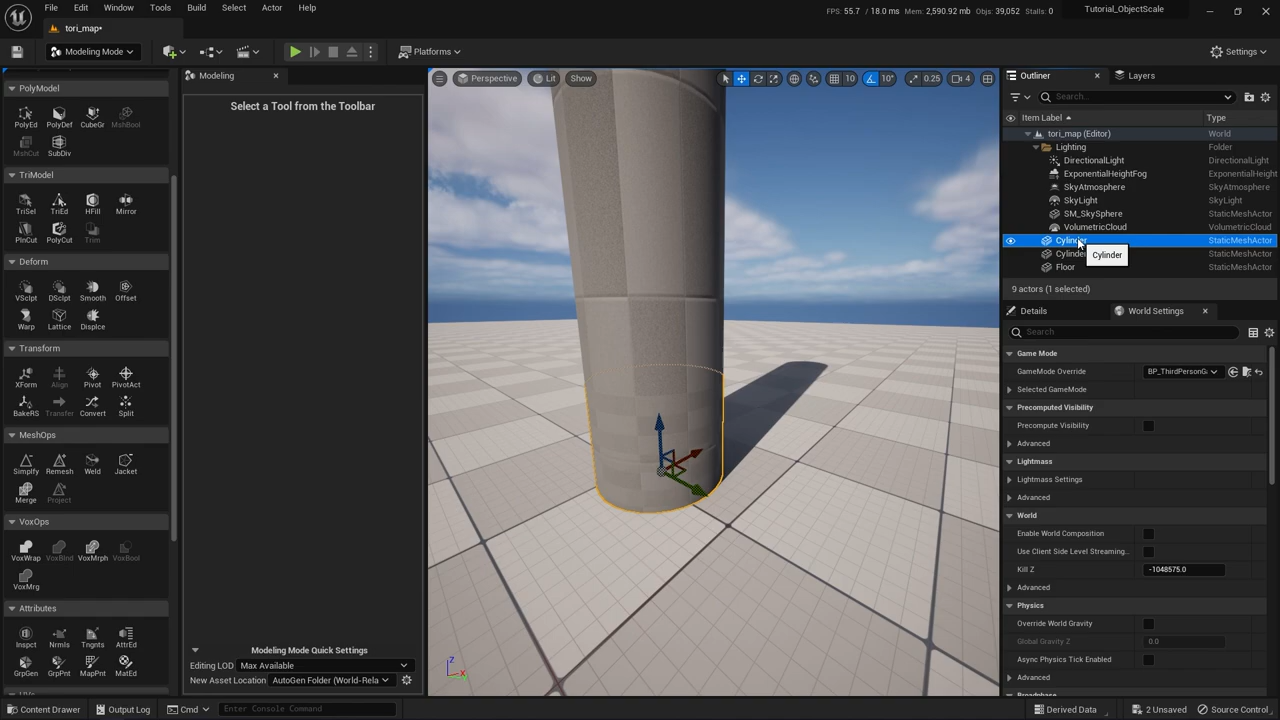 File Edit Window Tools Build Select Actor Help
FPS: 55.7 / 18.0 ms Mem: 2,590.92 mb Objs: 39,052 Stalls: 0
Tutorial_ObjectScale
tori_map•
Modeling Mode
Platforms
Settings
PolyModel
PolyEd PolyDef CubeGr MshBool
MshCut SubDiv
TriModel
TriSel TriEd HFill Mirror
PlnCut PolyCut Trim
Deform
VSclpt DSclpt Smooth Offset
Warp Lattice Displce
Transform
XForm Align Pivot PivotAct
BakeRS Transfer Convert Split
MeshOps
Simplfy Remesh Weld Jacket
Merge Project
VoxOps
VoxWrap VoxBlnd VoxMrph VoxBool
VoxMrg
Attributes
Inspct Nrmls Tngnts AttrEd
GrpGen GrpPnt MapPnt MatEd
Modeling
Select a Tool from the Toolbar
Modeling Mode Quick Settings
Editing LOD Max Available
New Asset Location AutoGen Folder (World-Rela
Perspective Lit Show
10 10° 0.25 4
Z
X
Outliner Layers
Search...
Item Label Type
tori_map (Editor) World
Lighting Folder
DirectionalLight DirectionalLight
ExponentialHeightFog ExponentialHeight
SkyAtmosphere SkyAtmosphere
SkyLight SkyLight
SM_SkySphere StaticMeshActor
VolumetricCloud VolumetricCloud
Cylinder StaticMeshActor
Cylinder StaticMeshActor
Cylinder
Floor StaticMeshActor
9 actors (1 selected)
Details World Settings
Search
Game Mode
GameMode Override BP_ThirdPersonGa
Selected GameMode
Precomputed Visibility
Precompute Visibility
Advanced
Lightmass
Lightmass Settings
Advanced
World
Enable World Composition
Use Client Side Level Streaming...
Kill Z -1048575.0
Advanced
Physics
Override World Gravity
Global Gravity Z 0.0
Async Physics Tick Enabled
Advanced
Content Drawer Output Log Cmd Enter Console Command
Derived Data 2 Unsaved Source Control